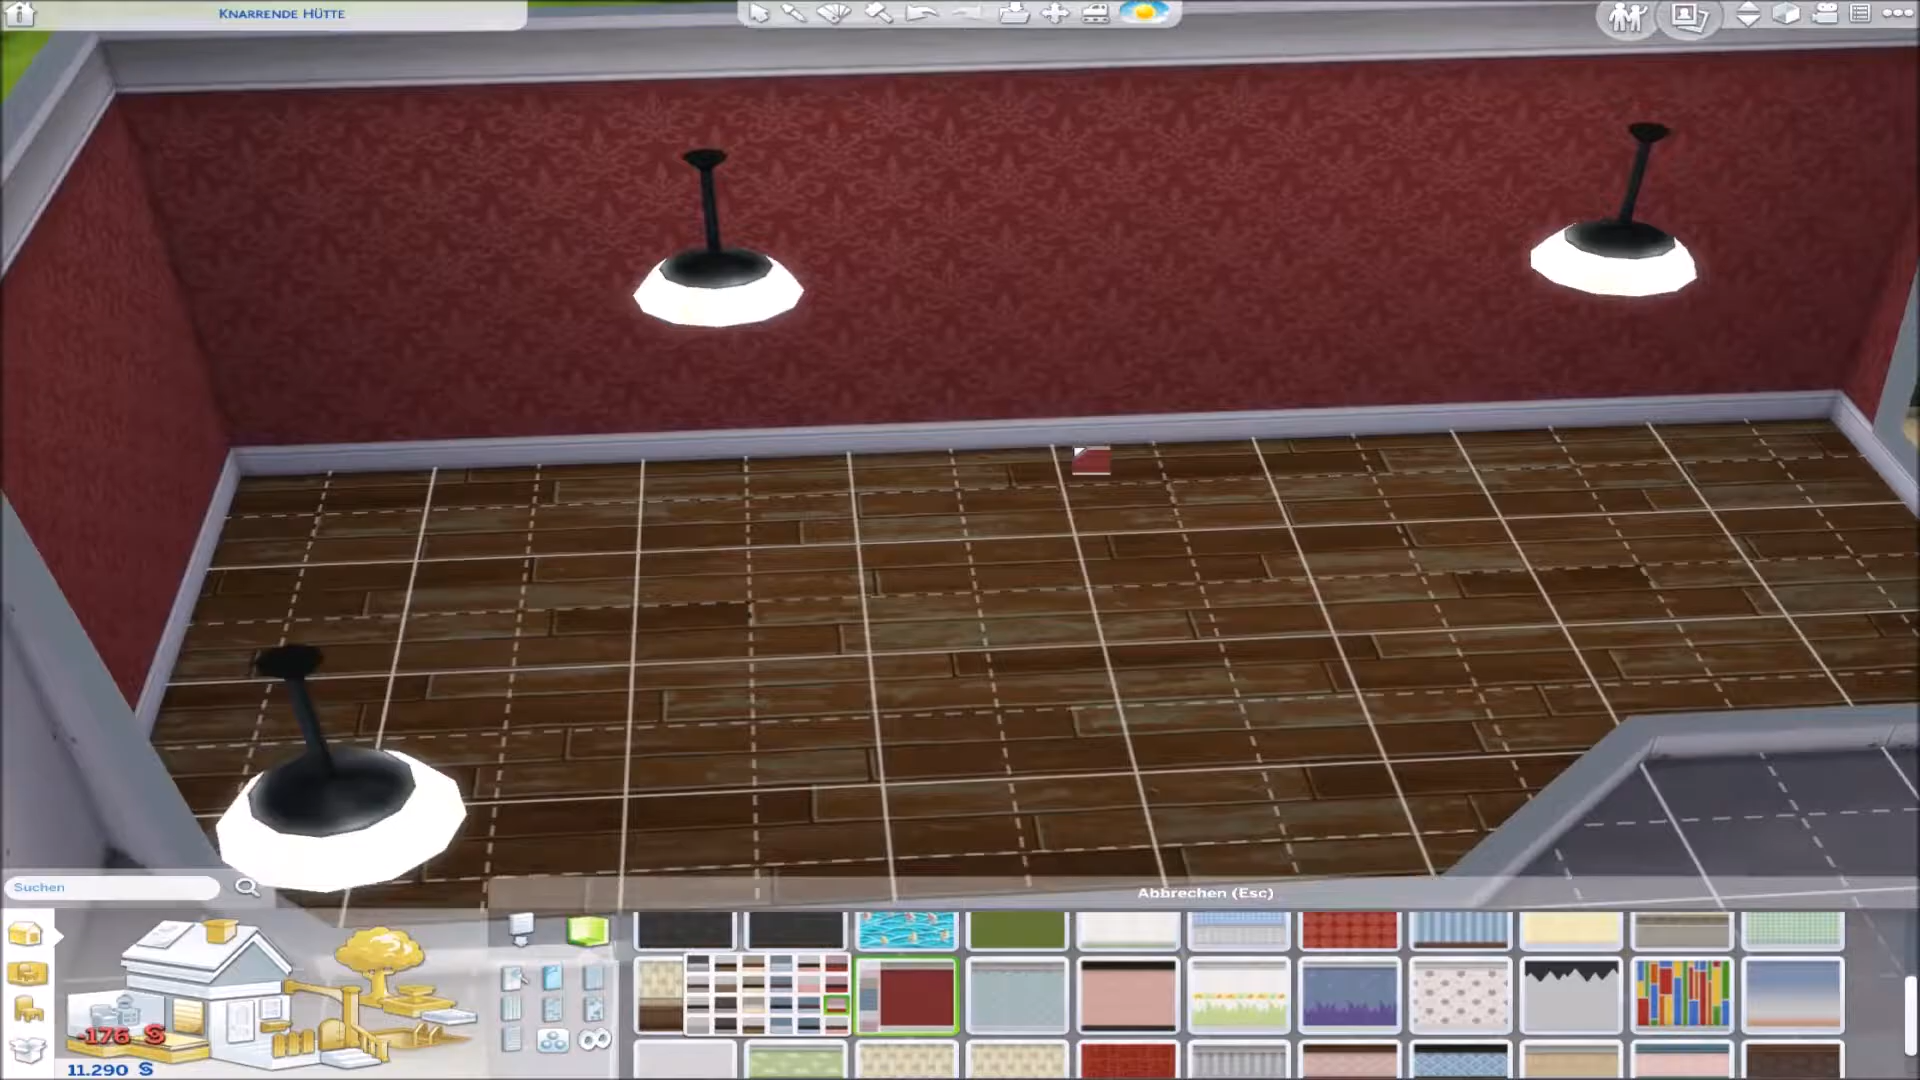 Knarrende Hütte
Suchen
Abbrechen (Esc)
-176 §
11.290 §